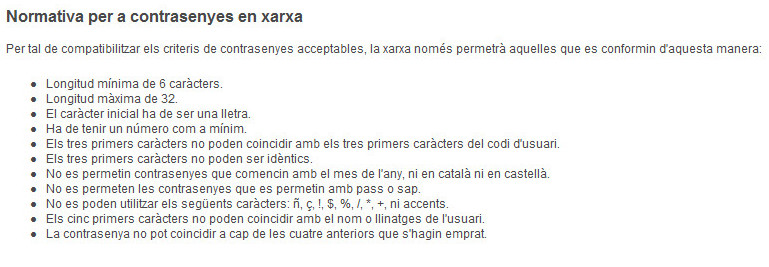 Normativa per a contrasenyes en xarxa
Per tal de compatibilitzar els criteris de contrasenyes acceptables, la xarxa només permetrà aquelles que es conformin d'aquesta manera:
• Longitud mínima de 6 caràcters.
• Longitud màxima de 32.
• El caràcter inicial ha de ser una lletra.
• Ha de tenir un número com a mínim.
• Els tres primers caràcters no poden coincidir amb els tres primers caràcters del codi d'usuari.
• Els tres primers caràcters no poden ser idèntics.
• No es permetin contrasenyes que comencin amb el mes de l'any, ni en català ni en castellà.
• No es permeten les contrasenyes que es permetin amb pass o sap.
• No es poden utilitzar els següents caràcters: ñ, ç, !, $, %, /, *, +, ni accents.
• Els cinc primers caràcters no poden coincidir amb el nom o llinatges de l'usuari.
• La contrasenya no pot coincidir a cap de les cuatre anteriors que s'hagin emprat.